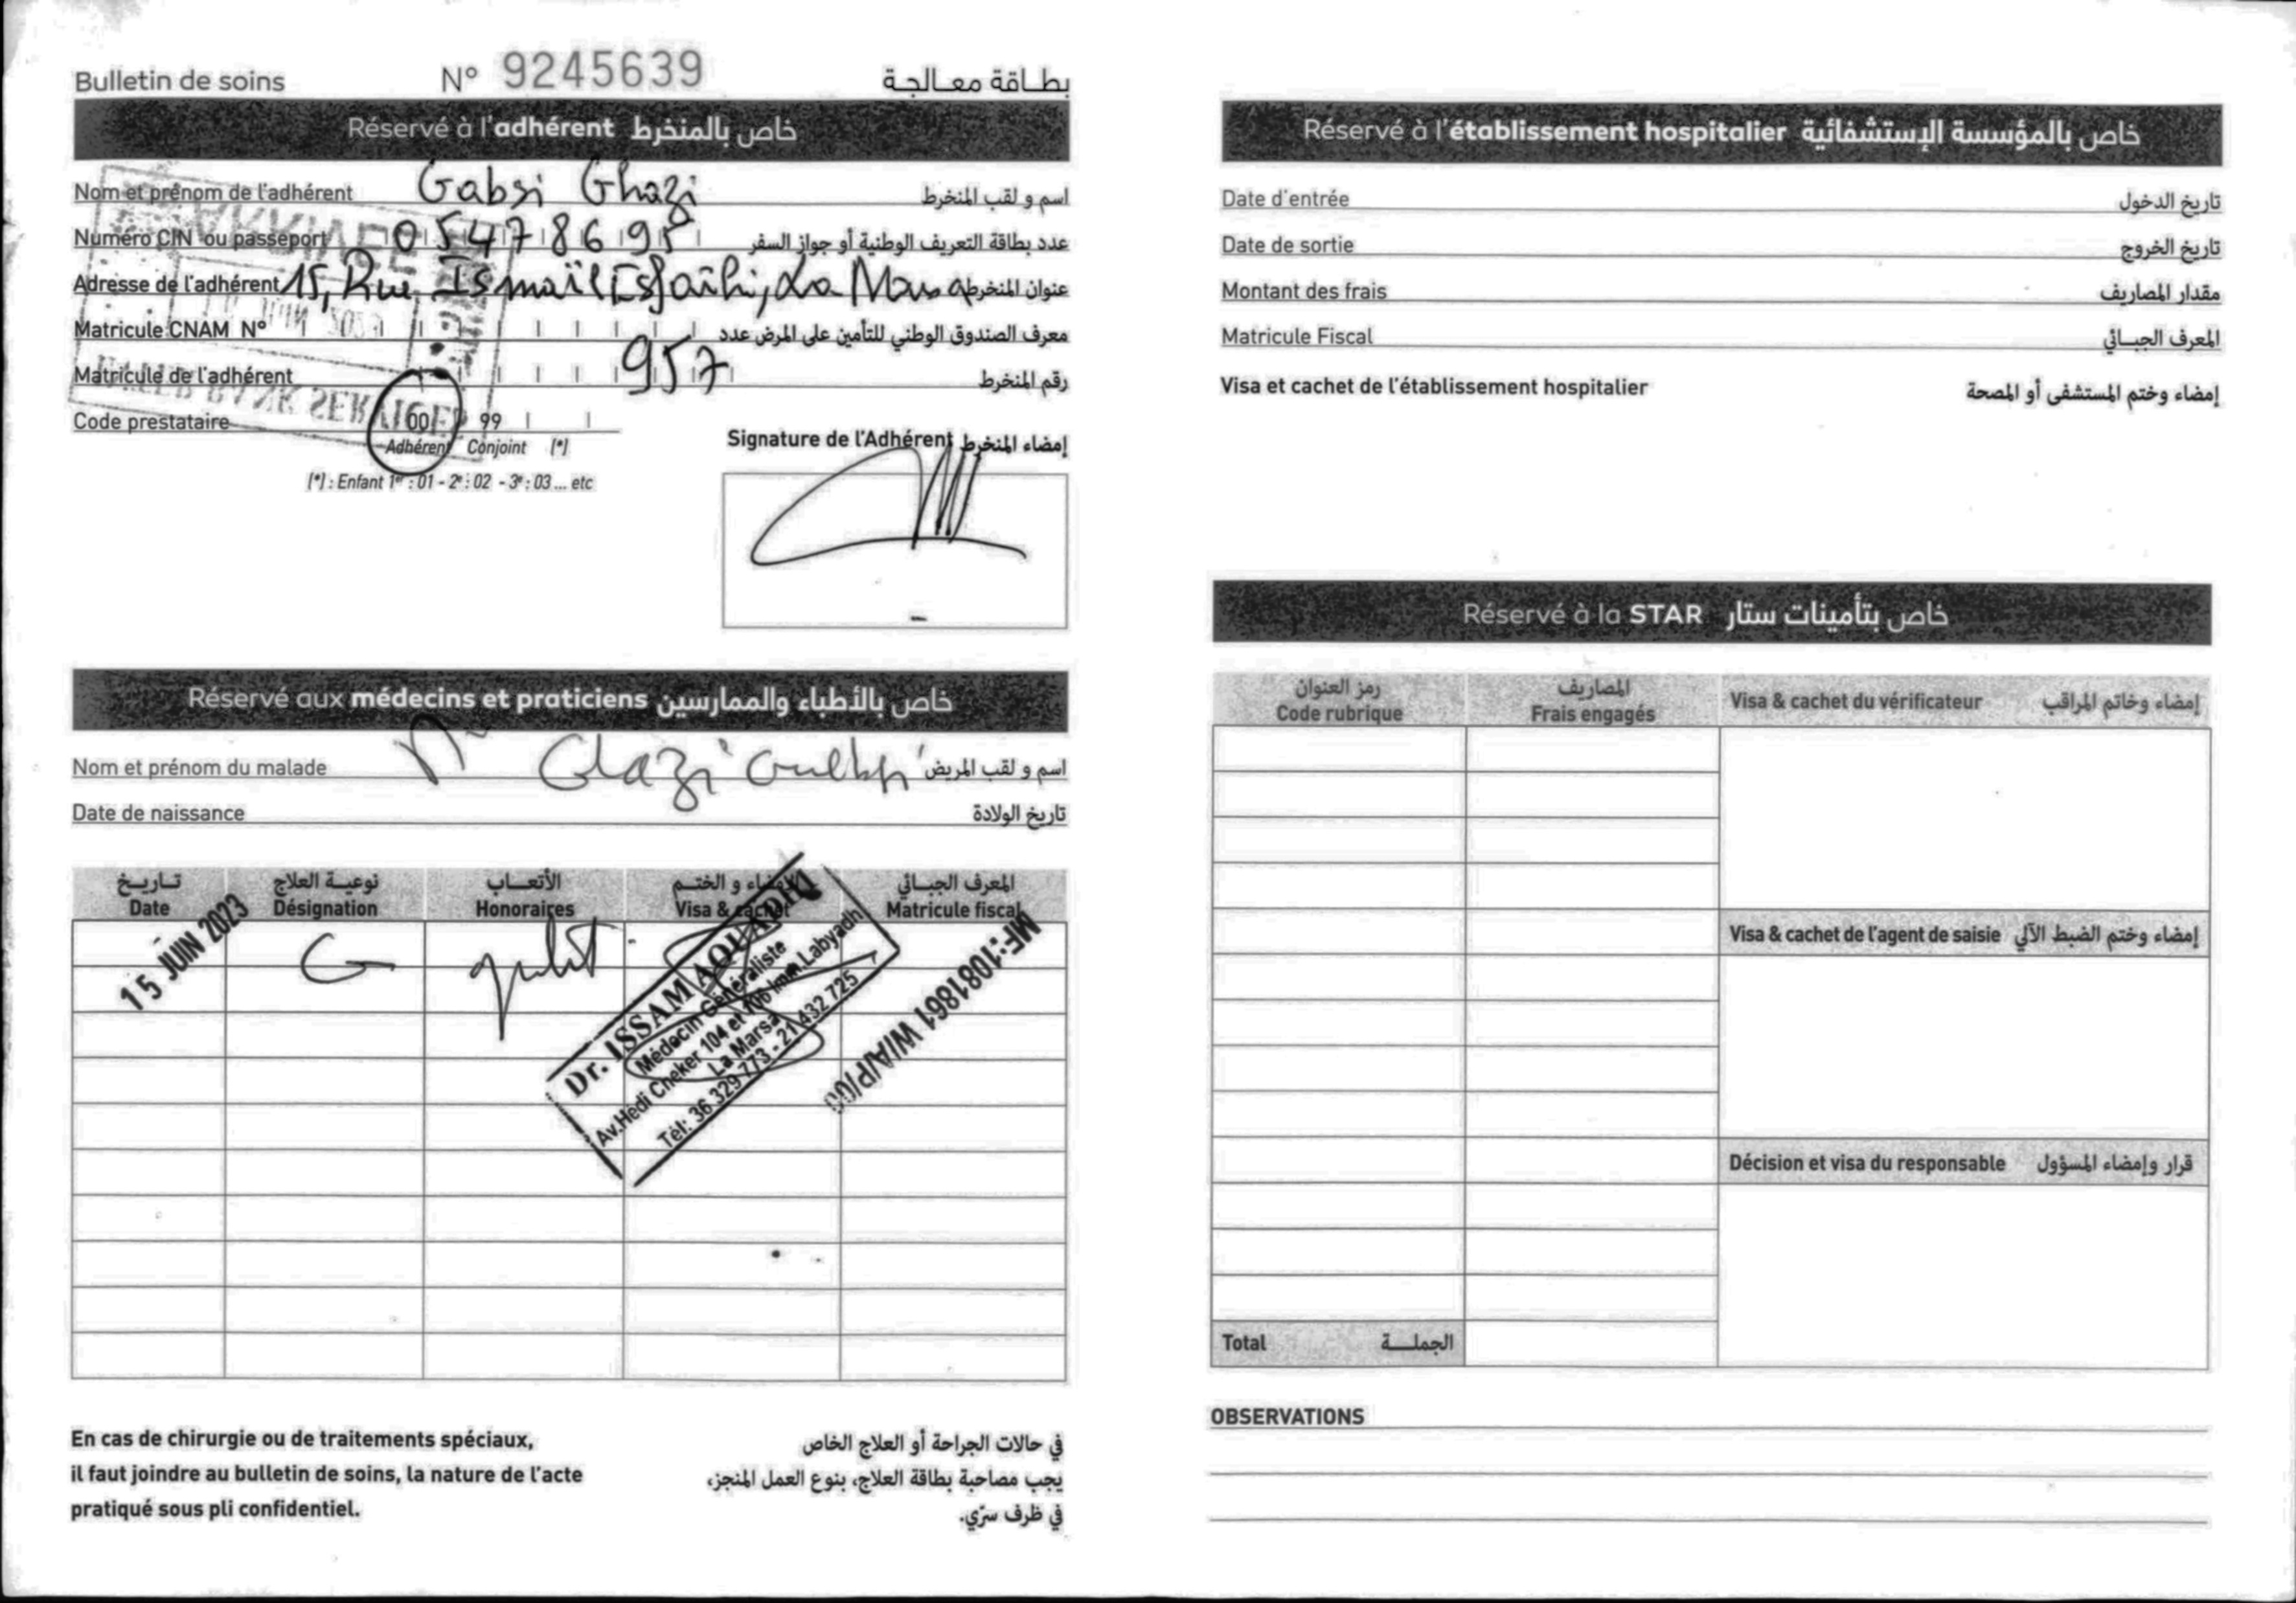 Bulletin de soins N° 9245639 بطاقة معالجة
Réservé à l'adhérent خاص بالمنخرط
Nom et prénom de l'adhérent Gabsi Ghazi اسم و لقب المنخرط
Numéro CIN ou passeport 05478695 عدد بطاقة التعريف الوطنية أو جواز السفر
Adresse de l'adhérent 15, Rue Ismaïl La Marsa عنوان المنخرط
Matricule CNAM N° معرف الصندوق الوطني للتأمين على المرض عدد
Matricule de l'adhérent 957 رقم المنخرط
Code prestataire 00 99
Adhérent Conjoint (*)
(*) : Enfant 1er : 01 - 2e : 02 - 3e : 03 ... etc
Signature de l'Adhérent إمضاء المنخرط
Réservé aux médecins et praticiens خاص بالأطباء والممارسين
Nom et prénom du malade اسم و لقب المريض
Date de naissance تاريخ الولادة
تاريخ نوعية العلاج الأتعاب الإمضاء و الختم المعرف الجبائي
Date Désignation Honoraires Visa & cachet Matricule fiscal
15 JUIN 2023
Dr. ISSAM AOUADHI
Médecin Généraliste
Av.Hedi Cheker 104 et 106 Imm Labyadh
La Marsa
Tél: 36 329 773 - 21 432 725
MF:1081861 W/A/P/000
En cas de chirurgie ou de traitements spéciaux,
il faut joindre au bulletin de soins, la nature de l'acte
pratiqué sous pli confidentiel.
في حالات الجراحة أو العلاج الخاص
يجب مصاحبة بطاقة العلاج، بنوع العمل المنجز،
في ظرف سرّي.
Réservé à l'établissement hospitalier خاص بالمؤسسة الإستشفائية
Date d'entrée تاريخ الدخول
Date de sortie تاريخ الخروج
Montant des frais مقدار المصاريف
Matricule Fiscal المعرف الجبائي
Visa et cachet de l'établissement hospitalier إمضاء وختم المستشفى أو المصحة
Réservé à la STAR خاص بتأمينات ستار
رمز العنوان المصاريف
Code rubrique Frais engagés Visa & cachet du vérificateur إمضاء وخاتم المراقب
Visa & cachet de l'agent de saisie إمضاء وختم الضبط الآلي
Décision et visa du responsable قرار وإمضاء المسؤول
Total الجملة
OBSERVATIONS